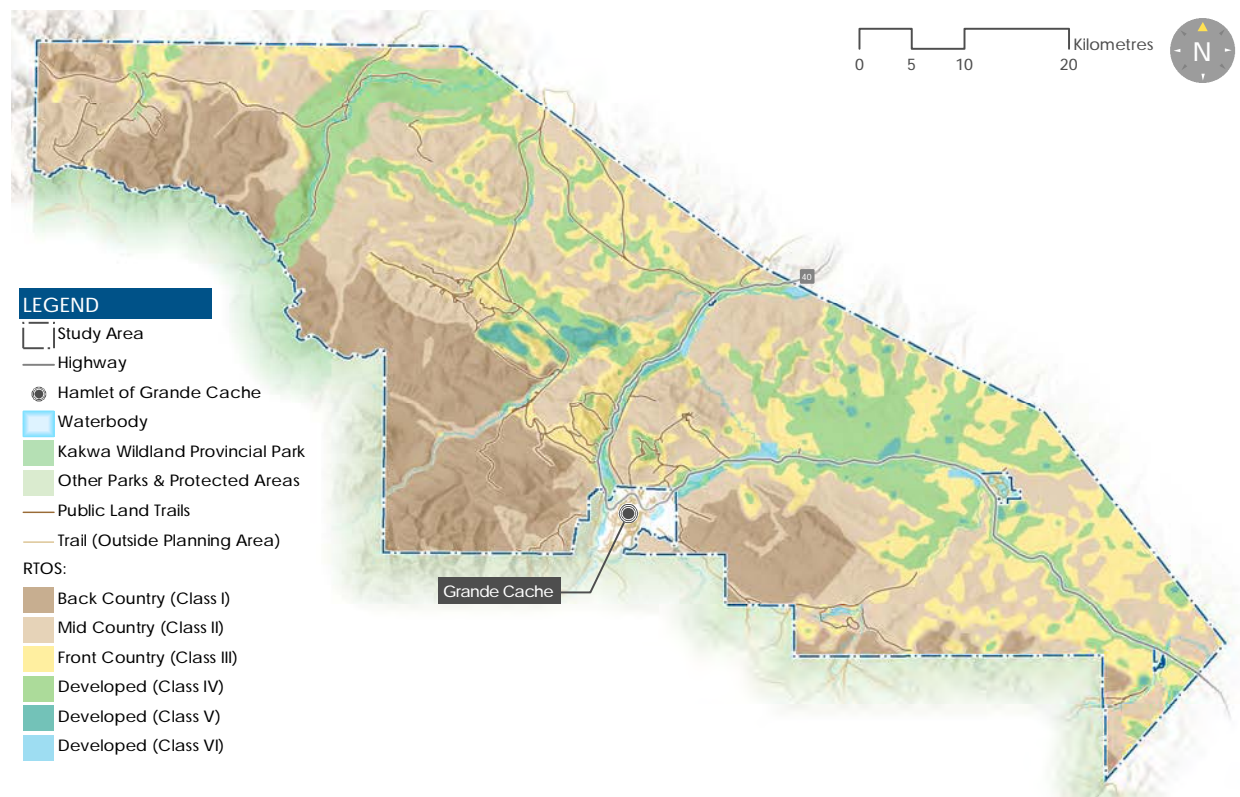 Kilometres
0 5 10 20
N
40
LEGEND
Study Area
Highway
Hamlet of Grande Cache
Waterbody
Kakwa Wildland Provincial Park
Other Parks & Protected Areas
Public Land Trails
Trail (Outside Planning Area)
RTOS:
Back Country (Class I)
Mid Country (Class II)
Front Country (Class III)
Developed (Class IV)
Developed (Class V)
Developed (Class VI)
Grande Cache